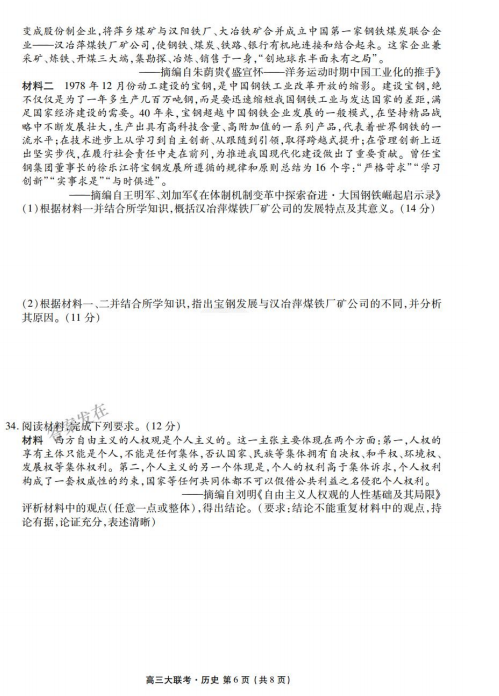 变成股份制企业,将萍乡煤矿与汉阳铁厂、大冶铁矿合并成立中国第一家钢铁煤炭联合企
业——汉冶萍煤铁厂矿公司,使钢铁、煤炭、铁路、银行有机地连接和结合起来。这家企业兼
采矿、炼铁、开煤三大端,集勘探、冶炼、销售于一身,“创地球东半面未有之局”。
——摘编自朱荫贵《盛宣怀——洋务运动时期中国工业化的推手》
材料二 1978 年 12 月份动工建设的宝钢,是中国钢铁工业改革开放的缩影。建设宝钢,绝
不仅仅是为了一年多生产几百万吨钢,而是要迅速缩短我国钢铁工业与发达国家的差距,满
足国家经济建设的需要。40 年来,宝钢超越中国钢铁企业发展的一般模式,在坚持精品战
略中不断发展壮大,生产出具有高科技含量、高附加值的一系列产品,代表着世界钢铁的一
流水平;在技术进步上从学习到自主创新、从跟随到引领,取得跨越式提升;在管理创新上迈
出坚实步伐,在履行社会责任中走在前列,为推进我国现代化建设做出了重要贡献。曾任宝
钢集团董事长的徐乐江将宝钢发展所遵循的规律和原则总结为 16 个字:“严格苛求”“学习
创新”“实事求是”“与时俱进”。
——摘编自王明军、刘加军《在体制机制变革中探索奋进·大国钢铁崛起启示录》
(1)根据材料一并结合所学知识,概括汉冶萍煤铁厂矿公司的发展特点及其意义。(14 分)
(2)根据材料一、二并结合所学知识,指出宝钢发展与汉冶萍煤铁厂矿公司的不同,并分析
其原因。(11 分)
34. 阅读材料,完成下列要求。(12 分)
材料 西方自由主义的人权观是个人主义的。这一主张主要体现在两个方面:第一,人权的
享有主体只能是个人,不能是任何集体,否认国家、民族等集体拥有自决权、和平权、环境权、
发展权等集体权利。第二,个人主义的另一个体现是,个人的权利高于集体诉求,个人权利
构成了一套权威性的约束,国家等任何共同体都不可以假借公共利益之名侵犯个人权利。
——摘编自刘明《自由主义人权观的人性基础及其局限》
评析材料中的观点(任意一点或整体),得出结论。(要求:结论不能重复材料中的观点,持
论有据,论证充分,表述清晰)
高三大联考·历史 第 6 页(共 8 页)